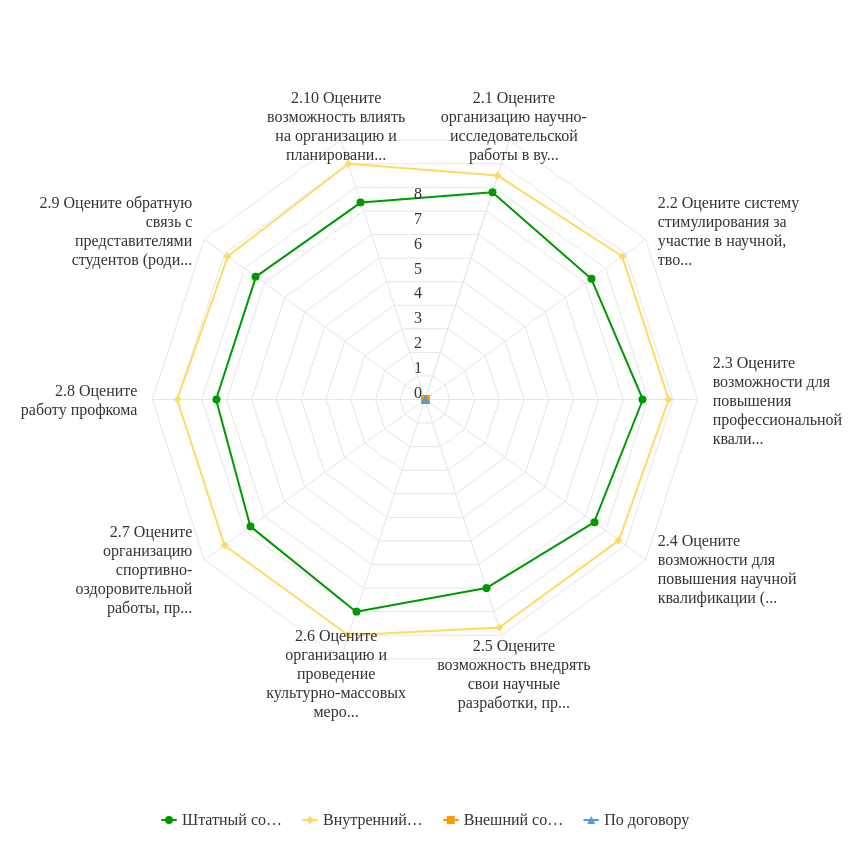 2.10 Оцените
возможность влиять
на организацию и
планировани...
2.1 Оцените
организацию научно-
исследовательской
работы в ву...
2.9 Оцените обратную
связь с
представителями
студентов (роди...
2.2 Оцените систему
стимулирования за
участие в научной,
тво...
8
7
6
5
4
3
2
1
0
2.8 Оцените
работу профкома
2.3 Оцените
возможности для
повышения
профессиональной
квали...
2.7 Оцените
организацию
спортивно-
оздоровительной
работы, пр...
2.4 Оцените
возможности для
повышения научной
квалификации (...
2.6 Оцените
организацию и
проведение
культурно-массовых
меро...
2.5 Оцените
возможность внедрять
свои научные
разработки, пр...
Штатный со… Внутренний… Внешний со… По договору